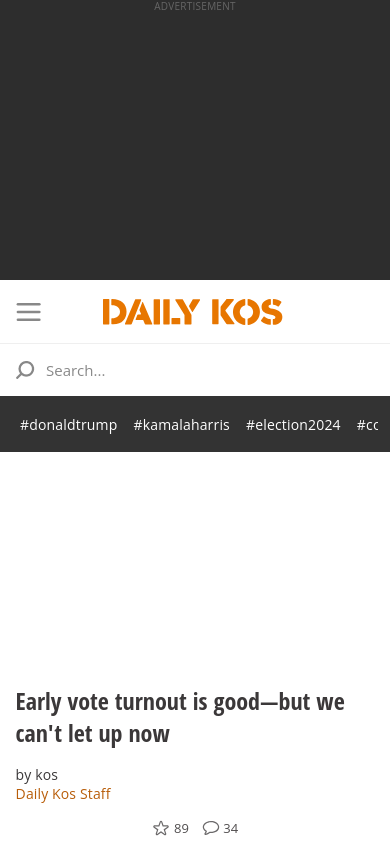 ADVERTISEMENT
DAILY KOS
Search...
#donaldtrump #kamalaharris #election2024
Early vote turnout is good—but we
can't let up now
by kos
Daily Kos Staff
89 34